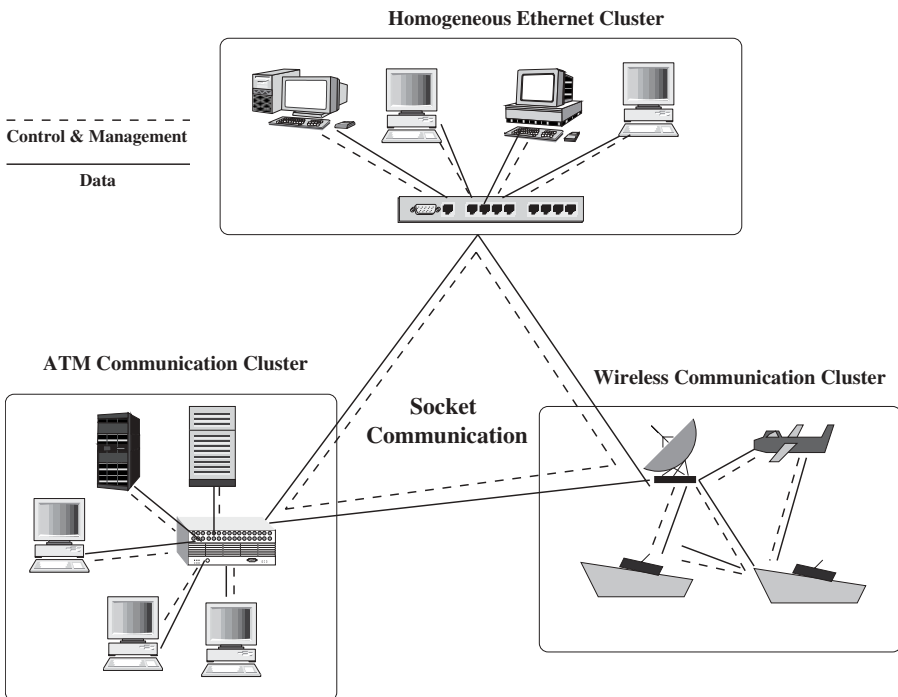 Homogeneous Ethernet Cluster
Control & Management
Data
ATM Communication Cluster
Socket
Communication
Wireless Communication Cluster